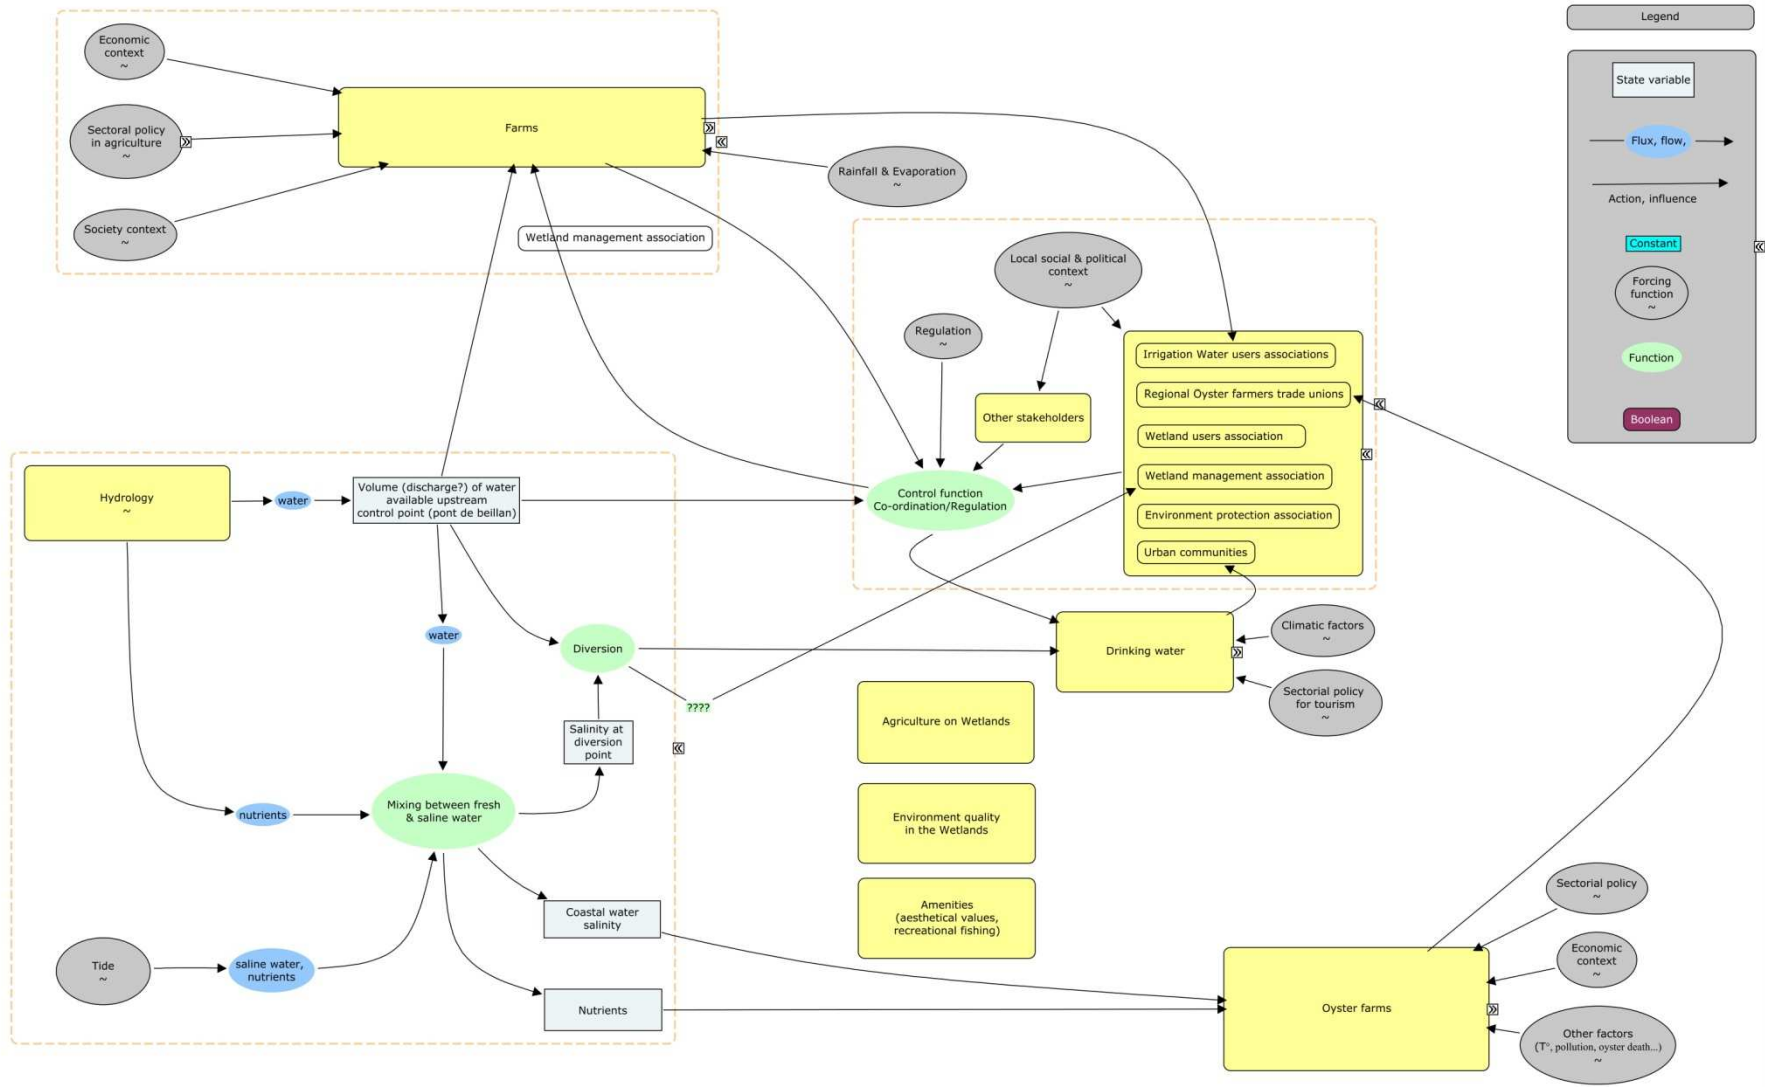 Legend
Economic
context
~
State variable
Sectoral policy
in agriculture
~
Farms
Flux, flow,
Rainfall & Evaporation
~
Action, influence
Society context
~
Wetland management association
Constant
Local social & political
context
~
Forcing
function
~
Regulation
~
Irrigation Water users associations
Function
Regional Oyster farmers trade unions
Other stakeholders
Boolean
Wetland users association
Wetland management association
Environment protection association
Urban communities
Control function
Co-ordination/Regulation
Hydrology
~
water
Volume (discharge?) of water
available upstream
control point (pont de beillan)
water
Diversion
Drinking water
Climatic factors
~
Sectorial policy
for tourism
~
????
Salinity at
diversion
point
Agriculture on Wetlands
nutrients
Mixing between fresh
& saline water
Environment quality
in the Wetlands
Amenities
(aesthetical values,
recreational fishing)
Coastal water
salinity
Sectorial policy
~
Economic
context
~
Tide
~
saline water,
nutrients
Nutrients
Oyster farms
Other factors
(T°, pollution, oyster death...)
~